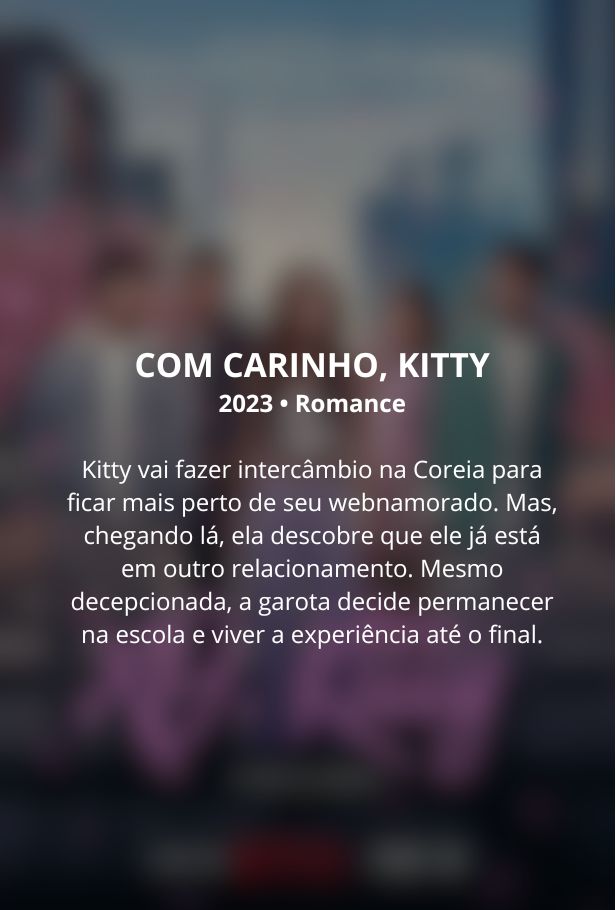 COM CARINHO, KITTY
2023 • Romance
Kitty vai fazer intercâmbio na Coreia para
ficar mais perto de seu webnamorado. Mas,
chegando lá, ela descobre que ele já está
em outro relacionamento. Mesmo
decepcionada, a garota decide permanecer
na escola e viver a experiência até o final.